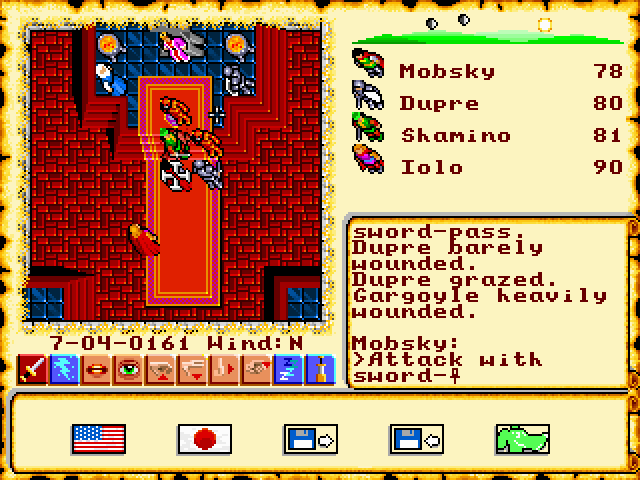 Mobsky 78
Dupre 80
Shamino 81
Iolo 90
sword-pass.
Dupre barely
wounded.
Dupre grazed.
Gargoyle heavily
wounded.
Mobsky:
>Attack with
sword-
7-04-0161 Wind:N